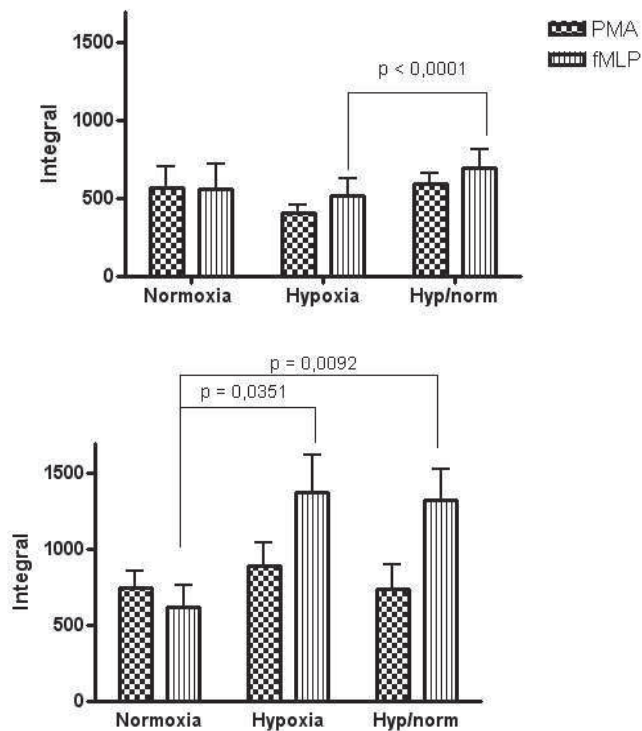 PMA
fMLP
1500
1000
500
0
Integral
p < 0,0001
Normoxia Hypoxia Hyp/norm
p = 0,0092
p = 0,0351
1500
1000
500
0
Integral
Normoxia Hypoxia Hyp/norm